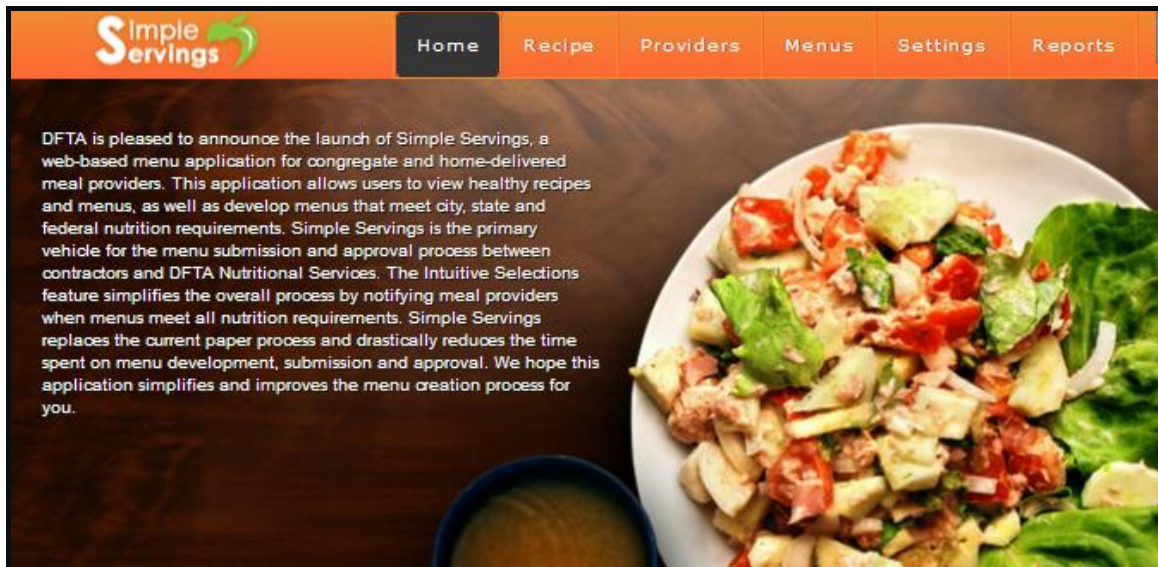 Simple
Servings
Home Recipe Providers Menus Settings Reports
DFTA is pleased to announce the launch of Simple Servings, a
web-based menu application for congregate and home-delivered
meal providers. This application allows users to view healthy recipes
and menus, as well as develop menus that meet city, state and
federal nutrition requirements. Simple Servings is the primary
vehicle for the menu submission and approval process between
contractors and DFTA Nutritional Services. The Intuitive Selections
feature simplifies the overall process by notifying meal providers
when menus meet all nutrition requirements. Simple Servings
replaces the current paper process and drastically reduces the time
spent on menu development, submission and approval. We hope this
application simplifies and improves the menu creation process for
you.